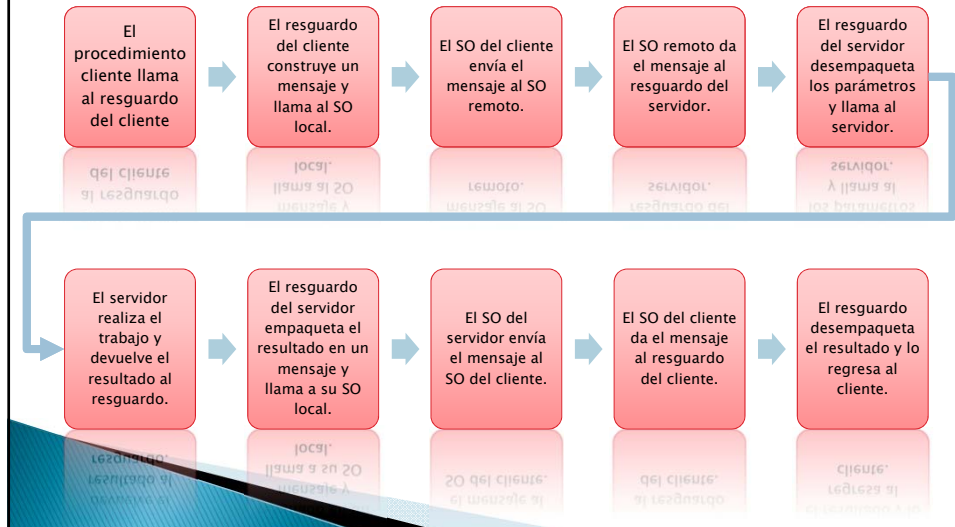 El
procedimiento
cliente llama
al resguardo
del cliente
El resguardo
del cliente
construye un
mensaje y
llama al SO
local.
El SO del cliente
envía el
mensaje al SO
remoto.
El SO remoto da
el mensaje al
resguardo del
servidor.
El resguardo
del servidor
desempaqueta
los parámetros
y llama al
servidor.
El servidor
realiza el
trabajo y
devuelve el
resultado al
resguardo.
El resguardo
del servidor
empaqueta el
resultado en un
mensaje y
llama a su SO
local.
El SO del
servidor envía
el mensaje al
SO del cliente.
El SO del cliente
da el mensaje
al resguardo
del cliente.
El resguardo
desempaqueta
el resultado y lo
regresa al
cliente.